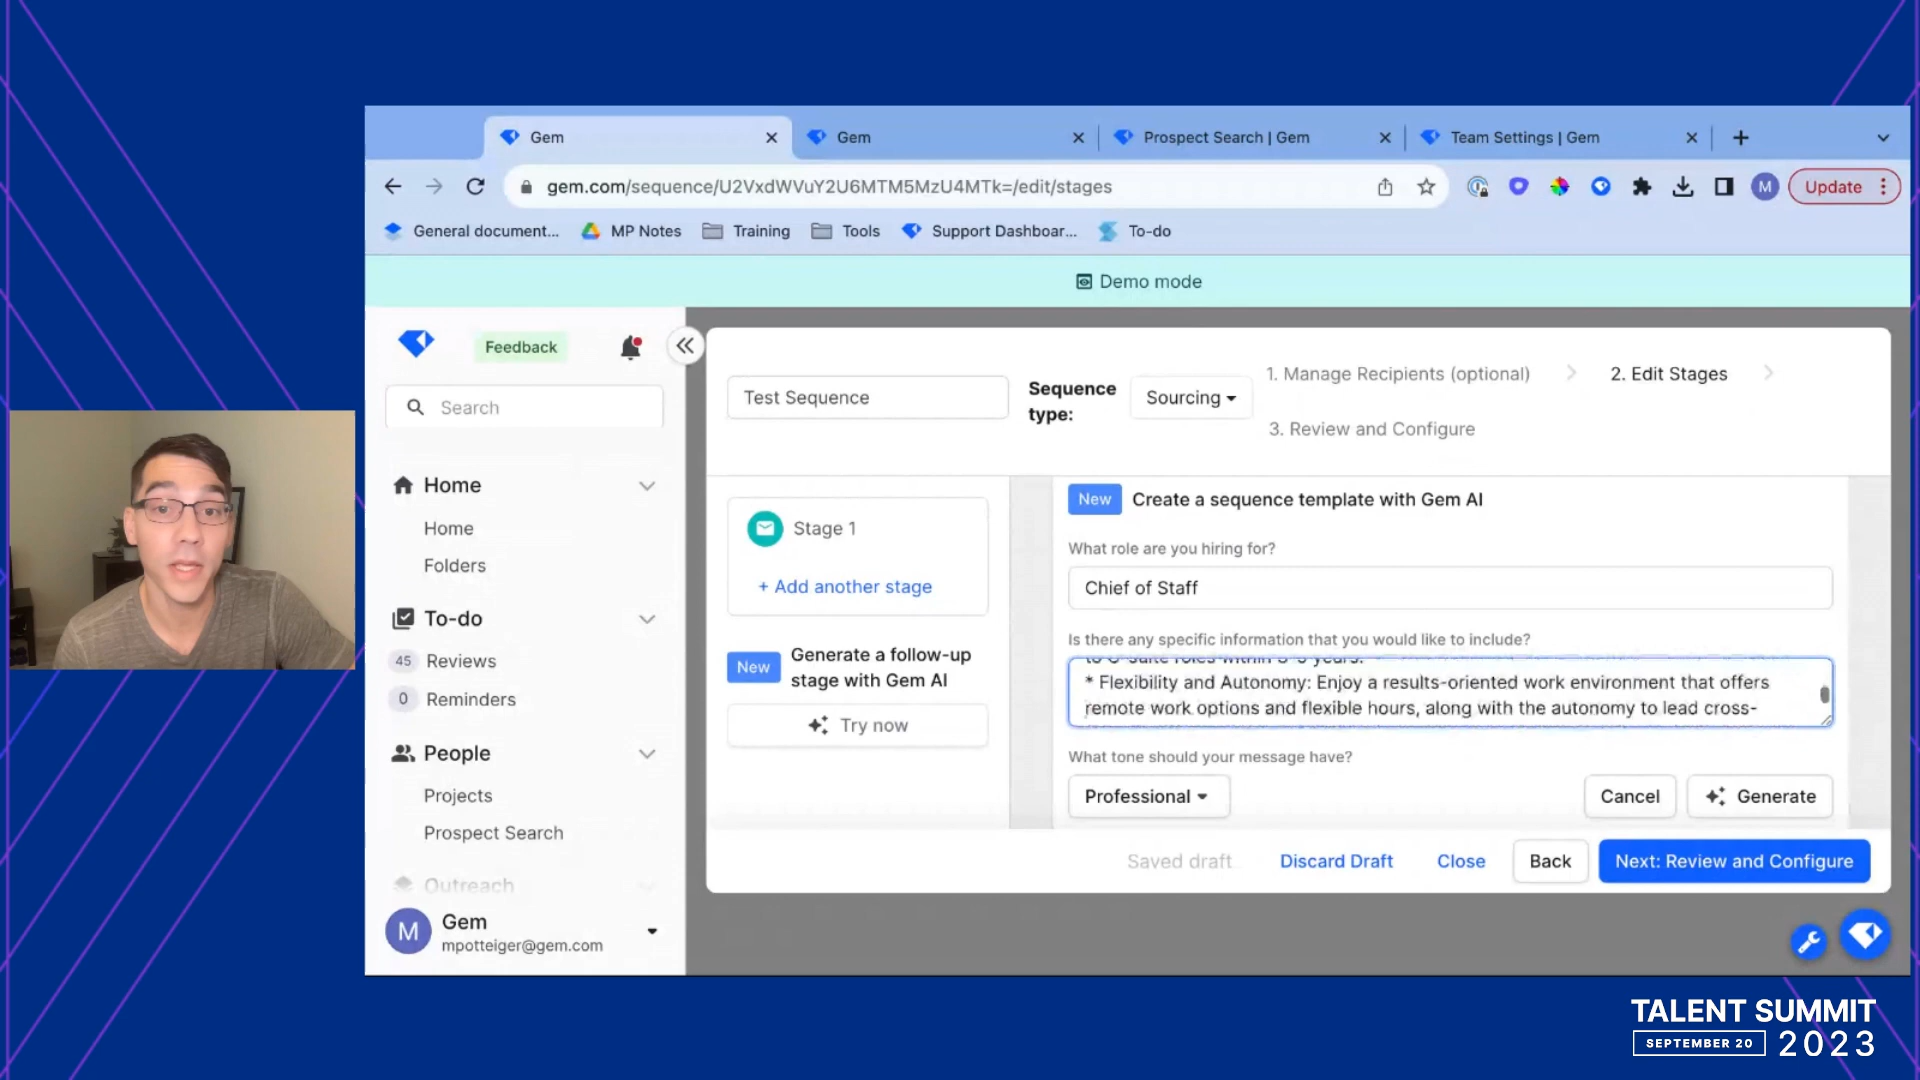 Gem
Gem
Prospect Search | Gem
Team Settings | Gem
gem.com/sequence/U2VxdWVuY2U6MTM5MzU4MTk=/edit/stages
M
Update
General document...
MP Notes
Training
Tools
Support Dashboar...
To-do
Demo mode
Feedback
Search
Home
Home
Folders
To-do
45 Reviews
0 Reminders
People
Projects
Prospect Search
Outreach
M
Gem
mpotteiger@gem.com
Test Sequence
Sequence type:
Sourcing
1. Manage Recipients (optional)
2. Edit Stages
3. Review and Configure
Stage 1
+ Add another stage
New
Generate a follow-up
stage with Gem AI
Try now
New
Create a sequence template with Gem AI
What role are you hiring for?
Chief of Staff
Is there any specific information that you would like to include?
to C-suite roles within 3-5 years.
* Flexibility and Autonomy: Enjoy a results-oriented work environment that offers
remote work options and flexible hours, along with the autonomy to lead cross-
What tone should your message have?
Professional
Cancel
Generate
Saved draft
Discard Draft
Close
Back
Next: Review and Configure
TALENT SUMMIT
SEPTEMBER 20
2023